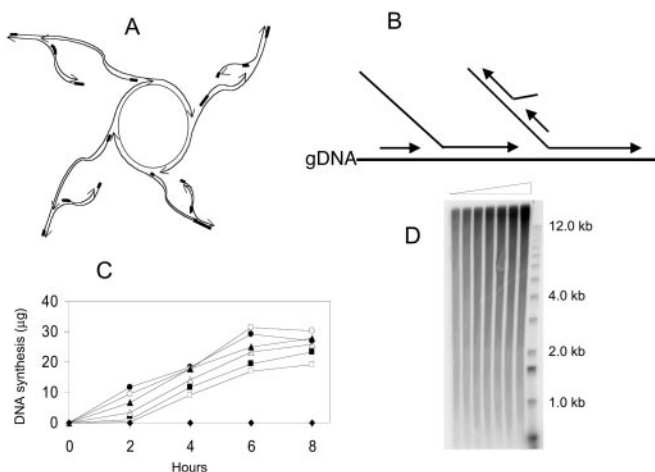 A
B
gDNA
C
DNA synthesis (µg)
40
30
20
10
0
0 2 4 6 8
Hours
D
12.0 kb
4.0 kb
2.0 kb
1.0 kb